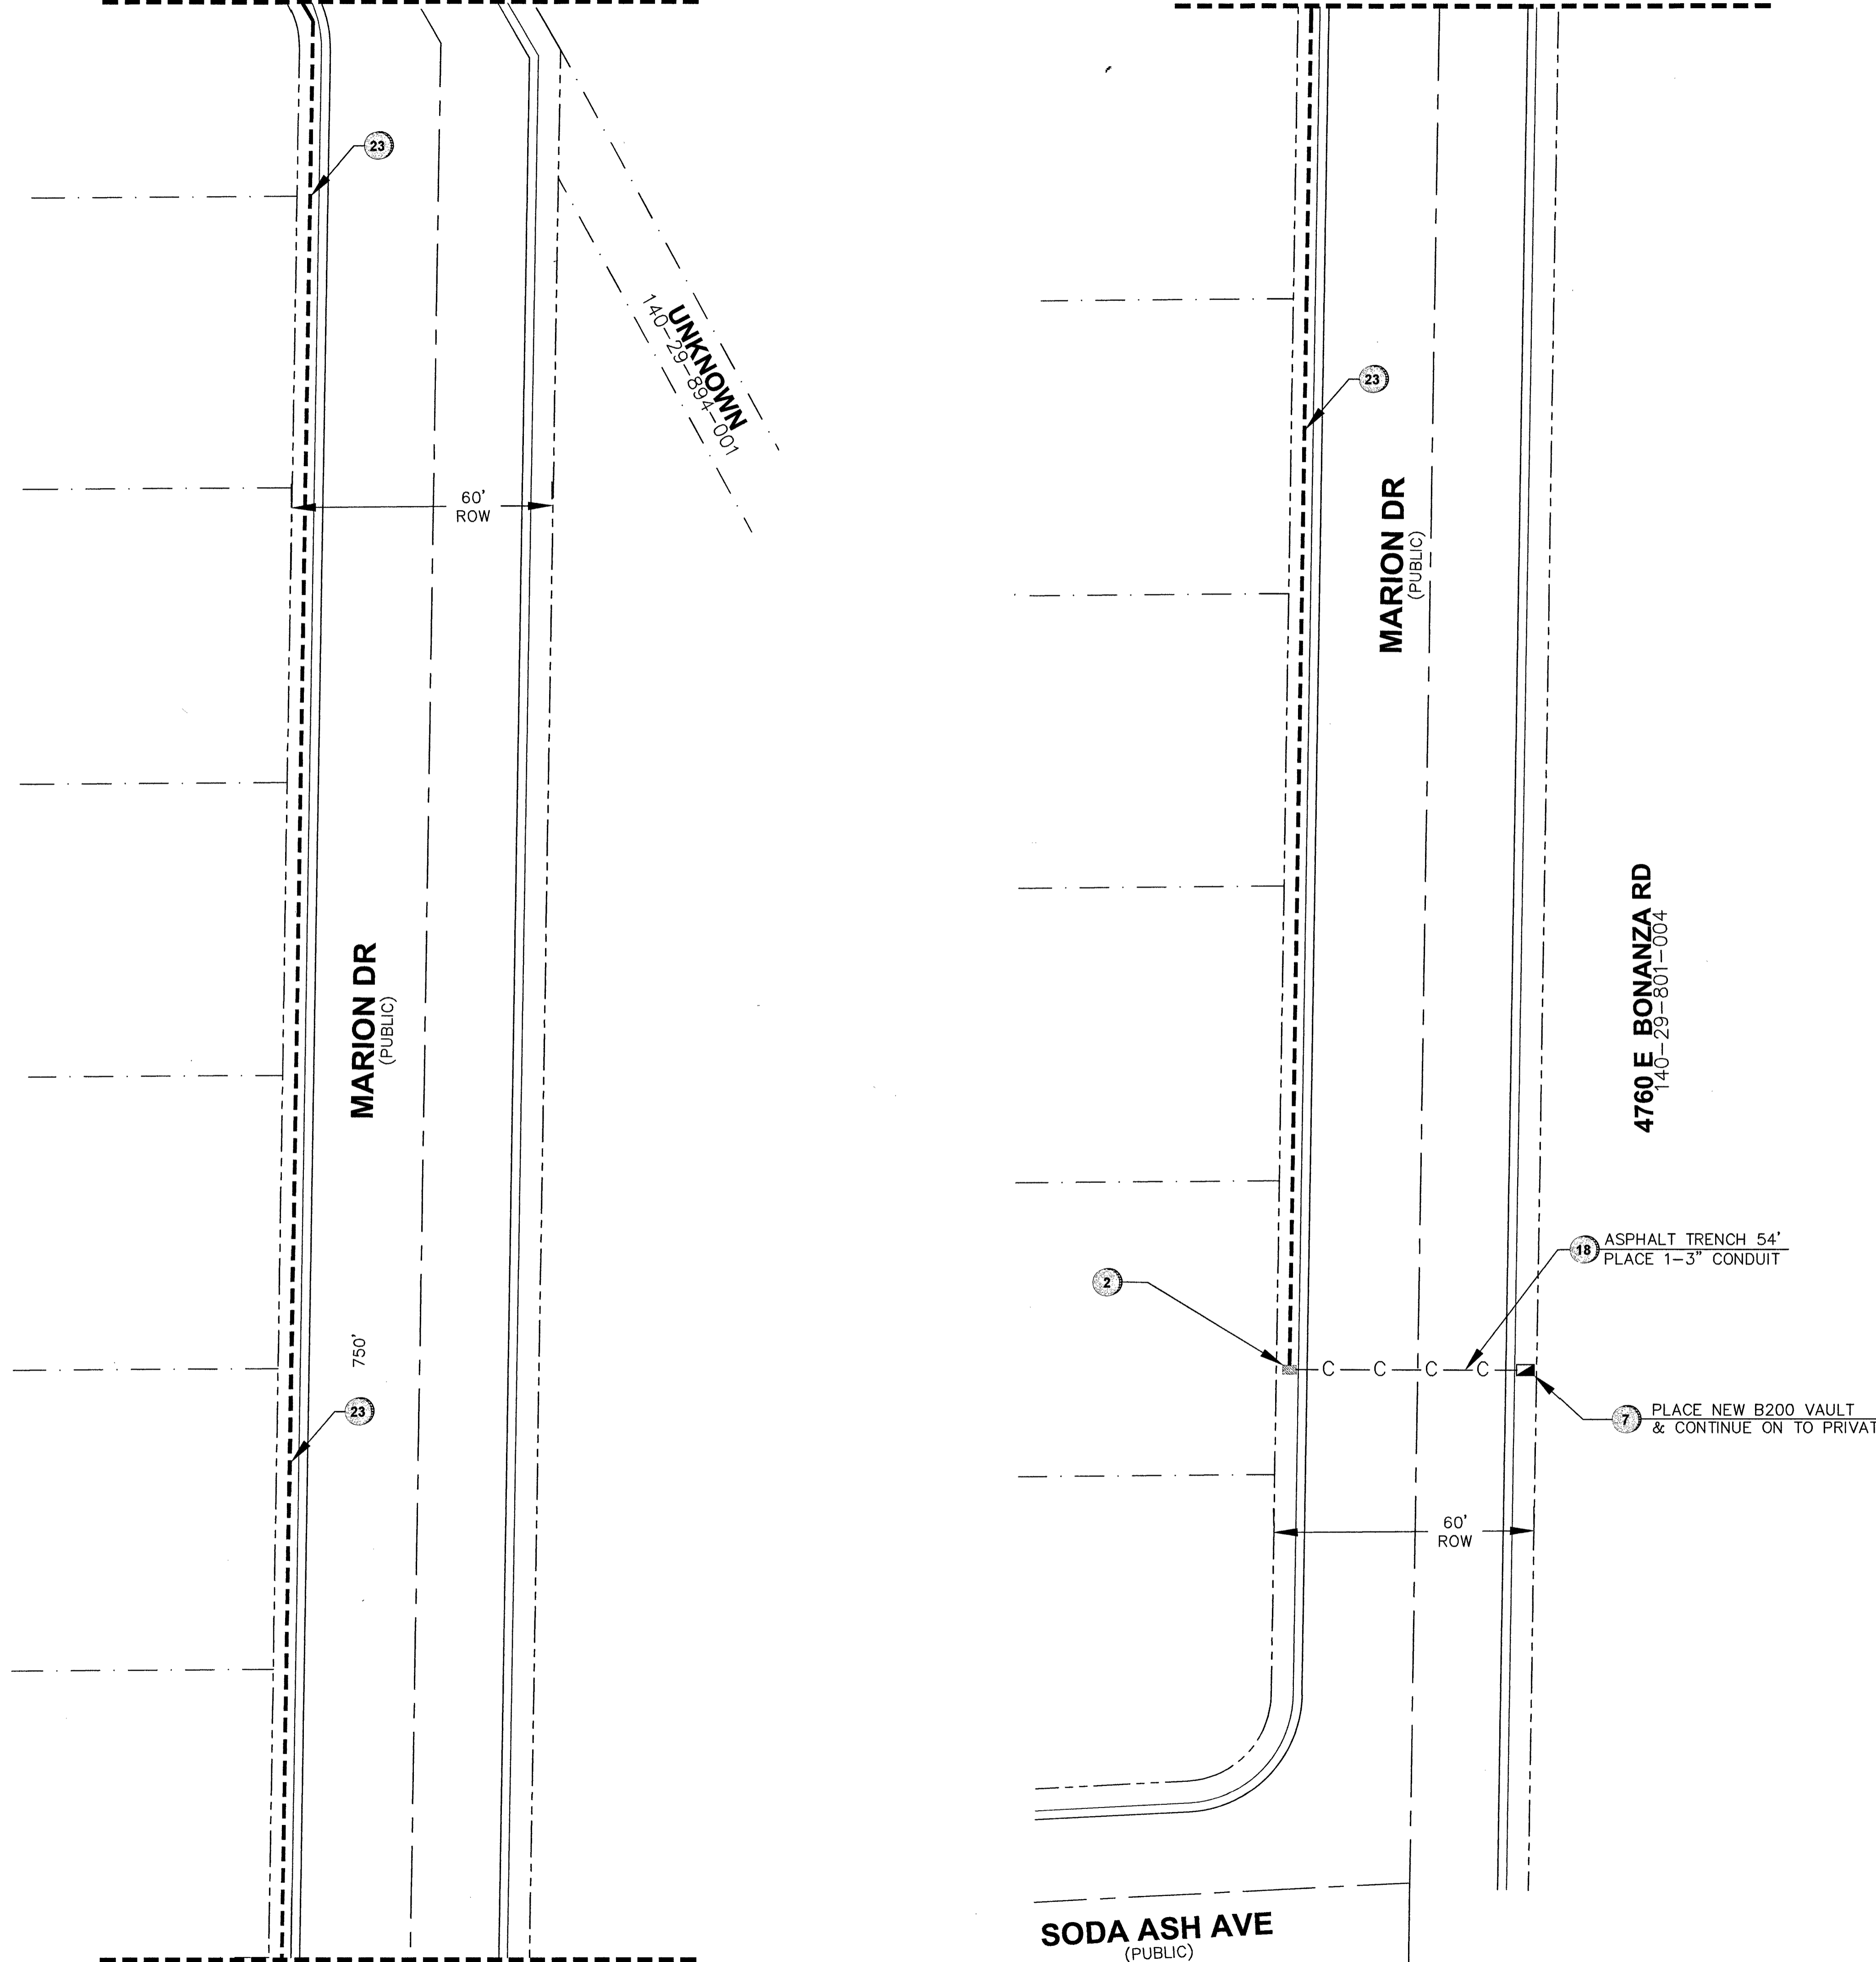 23
UNKNOWN
140-29-894-001
60'
ROW
MARION DR
(PUBLIC)
750'
23
23
MARION DR
(PUBLIC)
4760 E BONANZA RD
140-29-801-004
18 ASPHALT TRENCH 54'
PLACE 1-3" CONDUIT
2
C C C C
7 PLACE NEW B200 VAULT
& CONTINUE ON TO PRIVAT
60'
ROW
SODA ASH AVE
(PUBLIC)